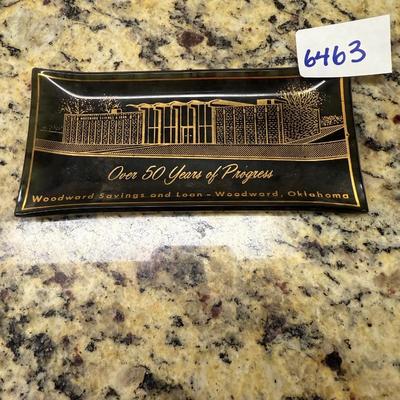 6463
Over 50 Years of Progress
Woodward Savings and Loan - Woodward, Oklahoma